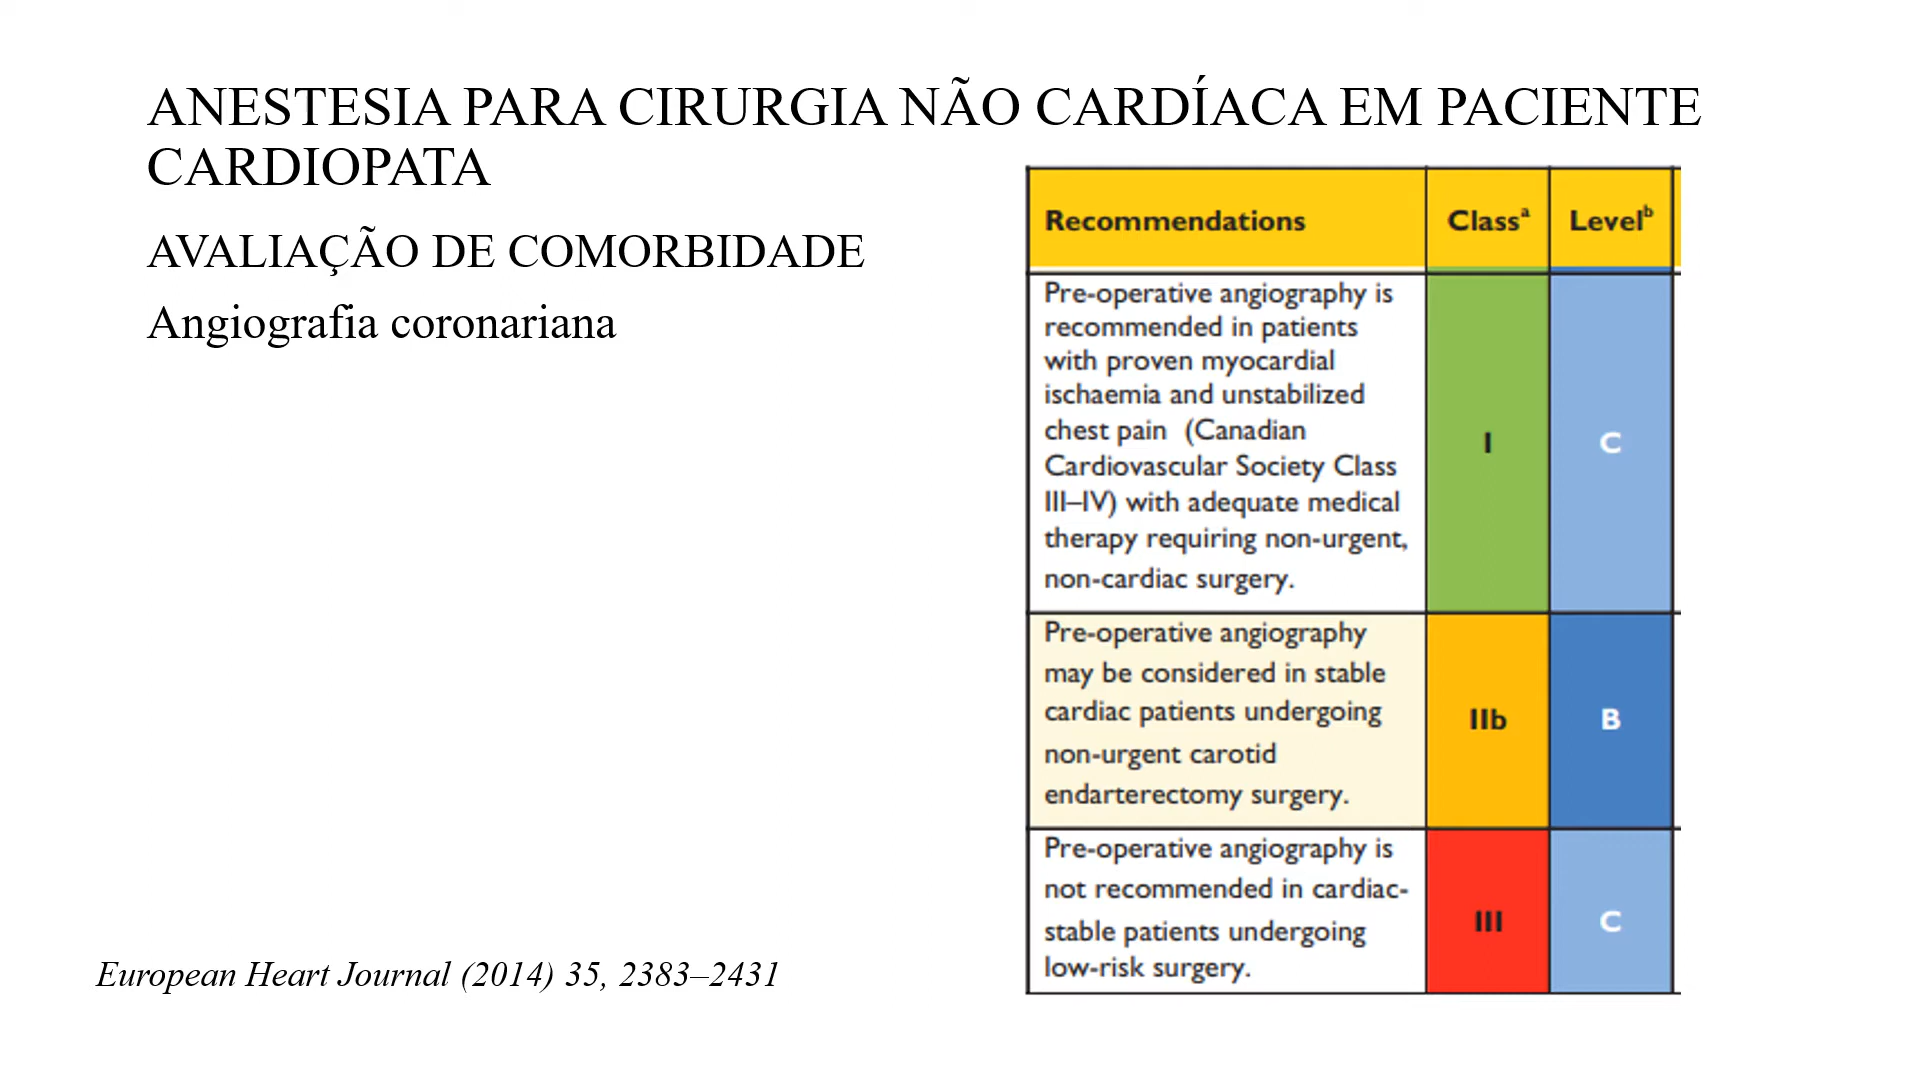 ANESTESIA PARA CIRURGIA NÃO CARDÍACA EM PACIENTE
CARDIOPATA
AVALIAÇÃO DE COMORBIDADE
Angiografia coronariana
Recommendations Classᵃ Levelᵇ
Pre-operative angiography is
recommended in patients
with proven myocardial
ischaemia and unstabilized
chest pain (Canadian
Cardiovascular Society Class
III–IV) with adequate medical
therapy requiring non-urgent,
non-cardiac surgery.
I C
Pre-operative angiography
may be considered in stable
cardiac patients undergoing
non-urgent carotid
endarterectomy surgery.
IIb B
Pre-operative angiography is
not recommended in cardiac-
stable patients undergoing
low-risk surgery.
III C
European Heart Journal (2014) 35, 2383–2431